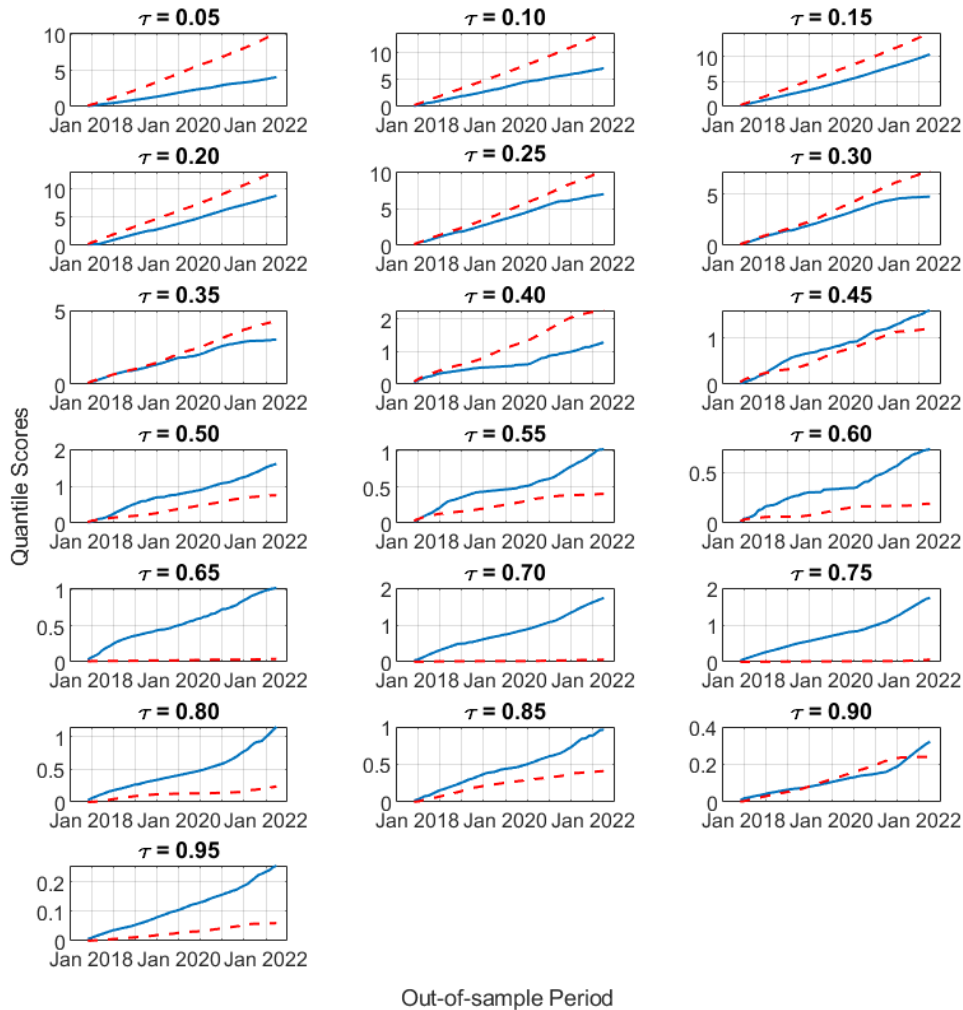 τ = 0.05
τ = 0.10
τ = 0.15
10
5
0
10
5
0
10
5
0
Jan 2018 Jan 2020 Jan 2022
Jan 2018 Jan 2020 Jan 2022
Jan 2018 Jan 2020 Jan 2022
τ = 0.20
τ = 0.25
τ = 0.30
10
5
0
10
5
0
5
0
Jan 2018 Jan 2020 Jan 2022
Jan 2018 Jan 2020 Jan 2022
Jan 2018 Jan 2020 Jan 2022
τ = 0.35
τ = 0.40
τ = 0.45
5
0
2
1
0
1
0
Jan 2018 Jan 2020 Jan 2022
Jan 2018 Jan 2020 Jan 2022
Jan 2018 Jan 2020 Jan 2022
Quantile Scores
τ = 0.50
τ = 0.55
τ = 0.60
2
1
0
1
0.5
0
0.5
0
Jan 2018 Jan 2020 Jan 2022
Jan 2018 Jan 2020 Jan 2022
Jan 2018 Jan 2020 Jan 2022
τ = 0.65
τ = 0.70
τ = 0.75
1
0.5
0
2
1
0
2
1
0
Jan 2018 Jan 2020 Jan 2022
Jan 2018 Jan 2020 Jan 2022
Jan 2018 Jan 2020 Jan 2022
τ = 0.80
τ = 0.85
τ = 0.90
1
0.5
0
1
0.5
0
0.4
0.2
0
Jan 2018 Jan 2020 Jan 2022
Jan 2018 Jan 2020 Jan 2022
Jan 2018 Jan 2020 Jan 2022
τ = 0.95
0.2
0.1
0
Jan 2018 Jan 2020 Jan 2022
Out-of-sample Period